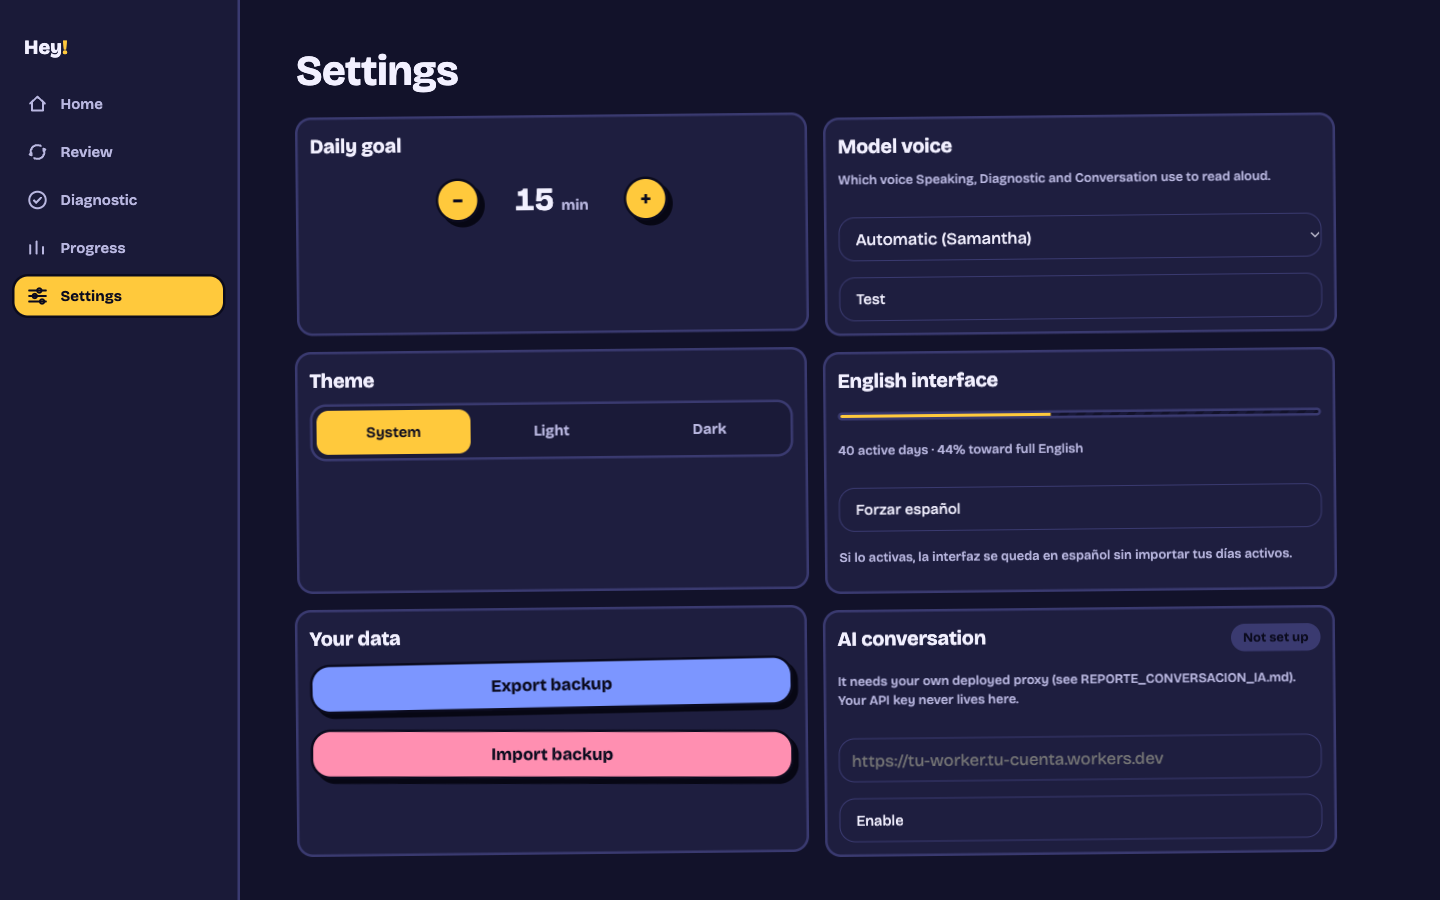 Hey!
Home
Review
Diagnostic
Progress
Settings
Settings
Daily goal
-
15 min
+
Model voice
Which voice Speaking, Diagnostic and Conversation use to read aloud.
Automatic (Samantha)
Test
Theme
System
Light
Dark
English interface
40 active days · 44% toward full English
Forzar español
Si lo activas, la interfaz se queda en español sin importar tus días activos.
Your data
Export backup
Import backup
AI conversation
Not set up
It needs your own deployed proxy (see REPORTE_CONVERSACION_IA.md).
Your API key never lives here.
https://tu-worker.tu-cuenta.workers.dev
Enable